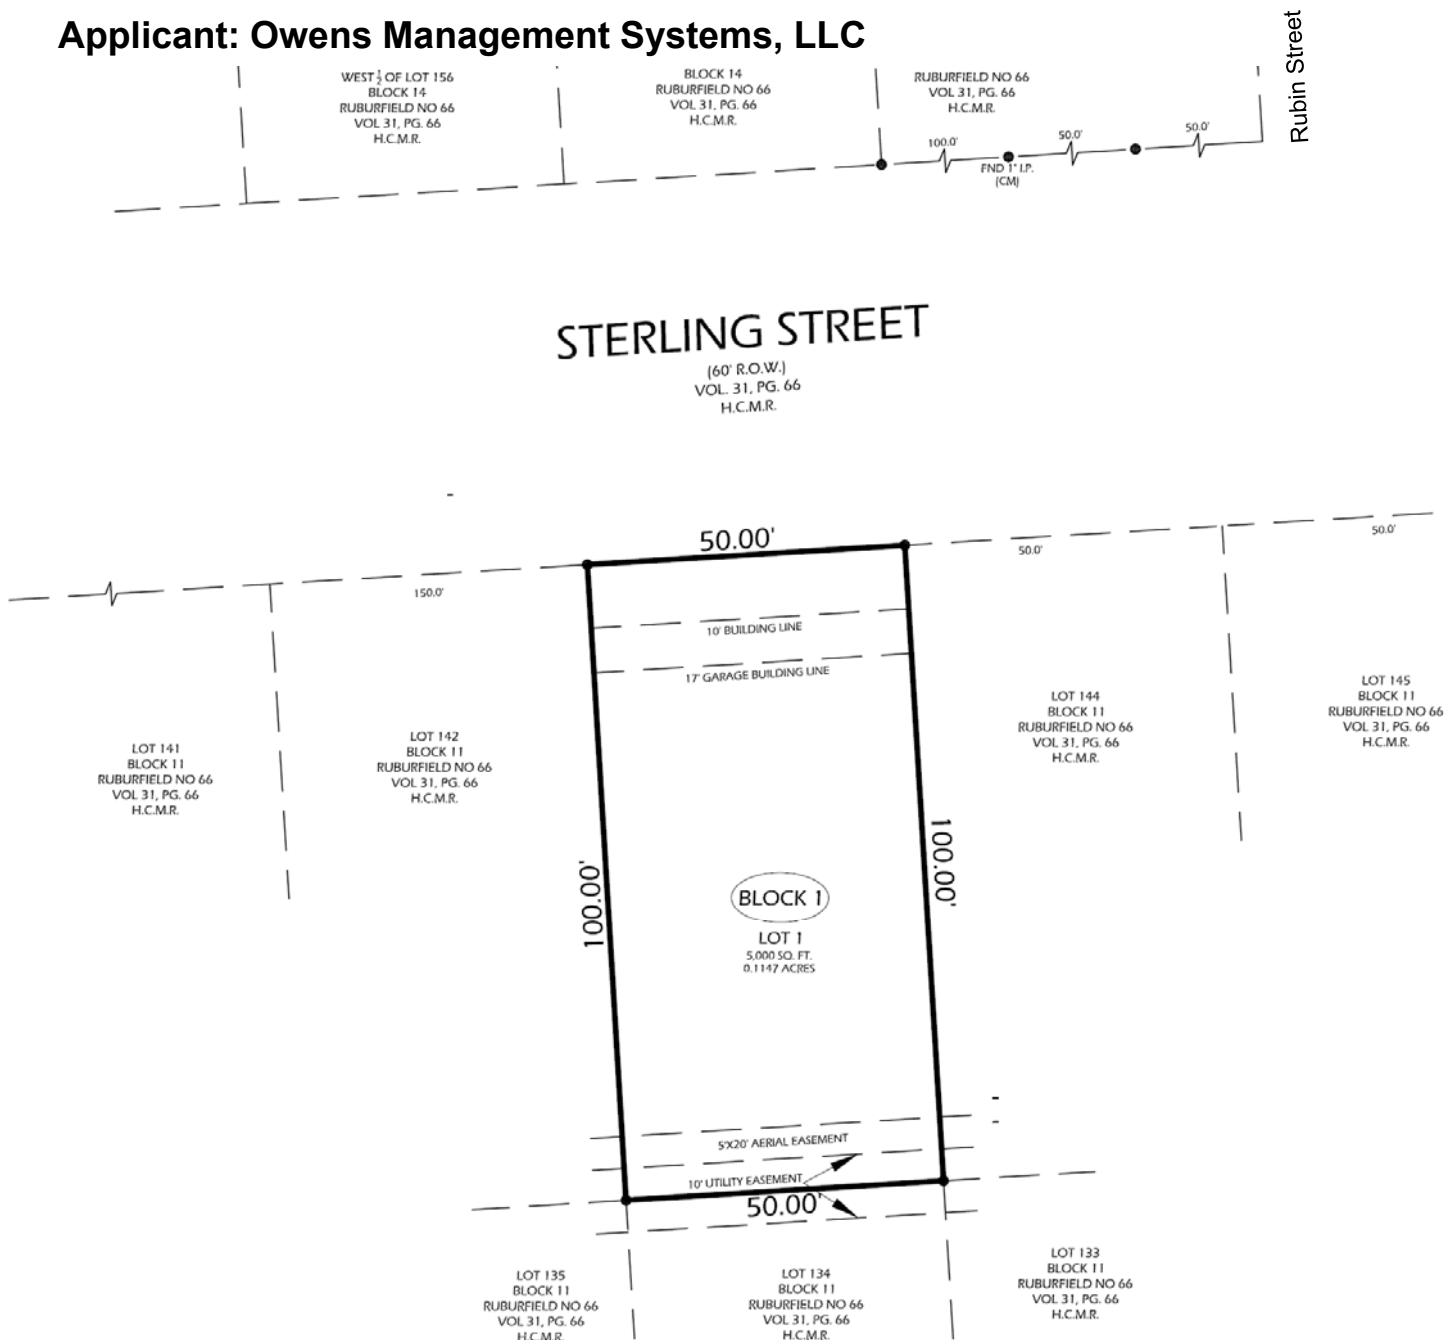 Applicant: Owens Management Systems, LLC
Rubin Street
WEST ½ OF LOT 156
BLOCK 14
RUBURFIELD NO 66
VOL 31, PG. 66
H.C.M.R.
BLOCK 14
RUBURFIELD NO 66
VOL 31, PG. 66
H.C.M.R.
RUBURFIELD NO 66
VOL 31, PG. 66
H.C.M.R.
100.0'
50.0'
50.0'
FND 1" I.P.
(CM)
STERLING STREET
(60' R.O.W.)
VOL. 31, PG. 66
H.C.M.R.
50.00'
150.0'
50.0'
50.0'
10' BUILDING LINE
17' GARAGE BUILDING LINE
LOT 141
BLOCK 11
RUBURFIELD NO 66
VOL 31, PG. 66
H.C.M.R.
LOT 142
BLOCK 11
RUBURFIELD NO 66
VOL 31, PG. 66
H.C.M.R.
LOT 144
BLOCK 11
RUBURFIELD NO 66
VOL 31, PG. 66
H.C.M.R.
LOT 145
BLOCK 11
RUBURFIELD NO 66
VOL 31, PG. 66
H.C.M.R.
100.00'
100.00'
BLOCK 1
LOT 1
5,000 SQ. FT.
0.1147 ACRES
5'X20' AERIAL EASEMENT
10' UTILITY EASEMENT
50.00'
LOT 135
BLOCK 11
RUBURFIELD NO 66
VOL 31, PG. 66
H.C.M.R.
LOT 134
BLOCK 11
RUBURFIELD NO 66
VOL 31, PG. 66
H.C.M.R.
LOT 133
BLOCK 11
RUBURFIELD NO 66
VOL 31, PG. 66
H.C.M.R.